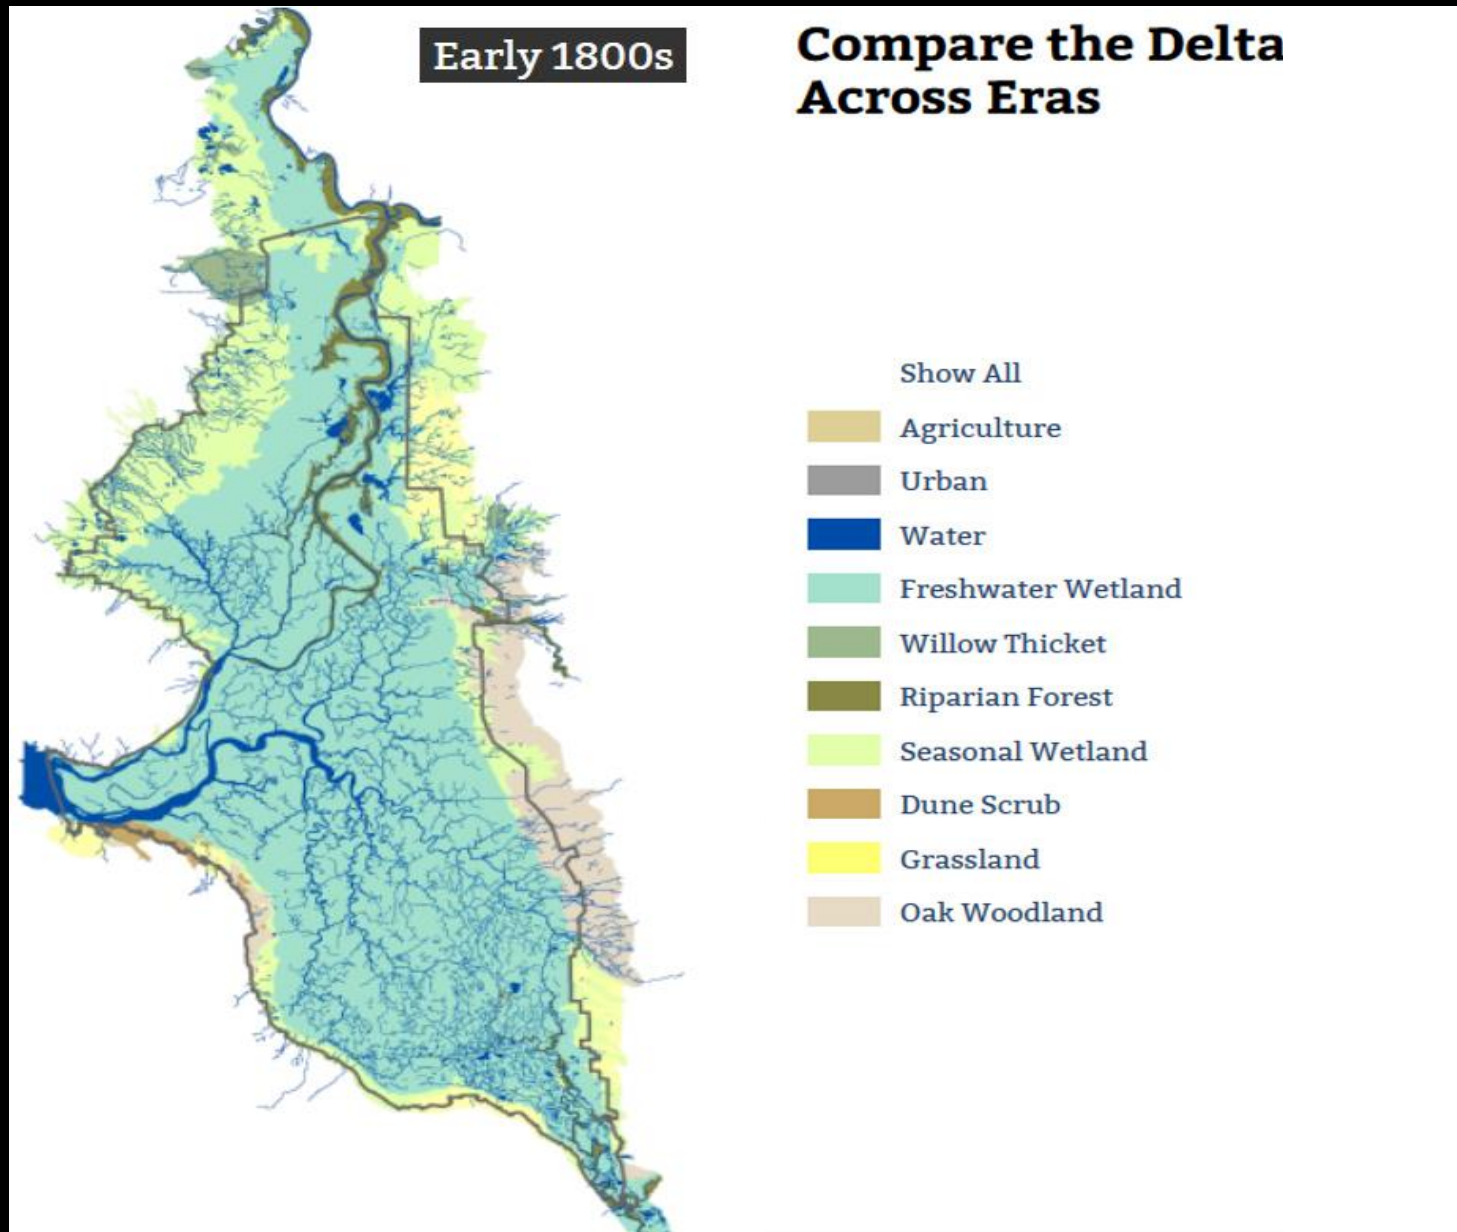 Early 1800s
Compare the Delta
Across Eras
Show All
Agriculture
Urban
Water
Freshwater Wetland
Willow Thicket
Riparian Forest
Seasonal Wetland
Dune Scrub
Grassland
Oak Woodland